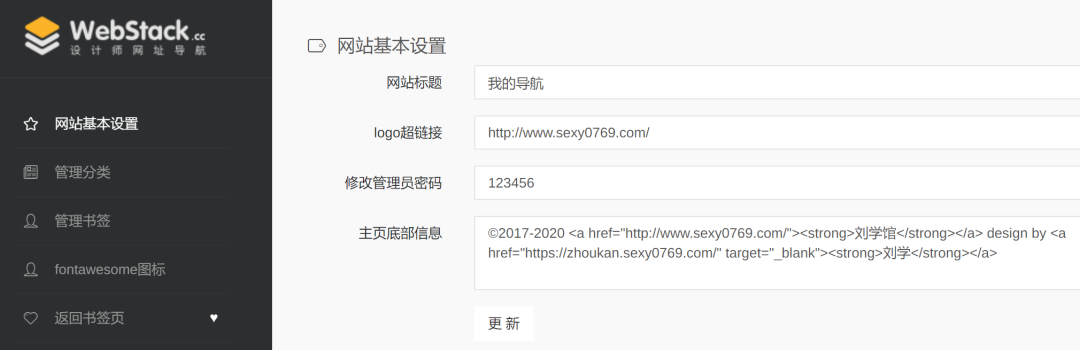 WebStack.cc
设计师网址导航
网站基本设置
管理分类
管理书签
fontawesome图标
返回书签页
网站基本设置
网站标题 我的导航
logo超链接 http://www.sexy0769.com/
修改管理员密码 123456
主页底部信息 ©2017-2020 <a href="http://www.sexy0769.com/"><strong>刘学馆</strong></a> design by <a
href="https://zhoukan.sexy0769.com/" target="_blank"><strong>刘学</strong></a>
更 新